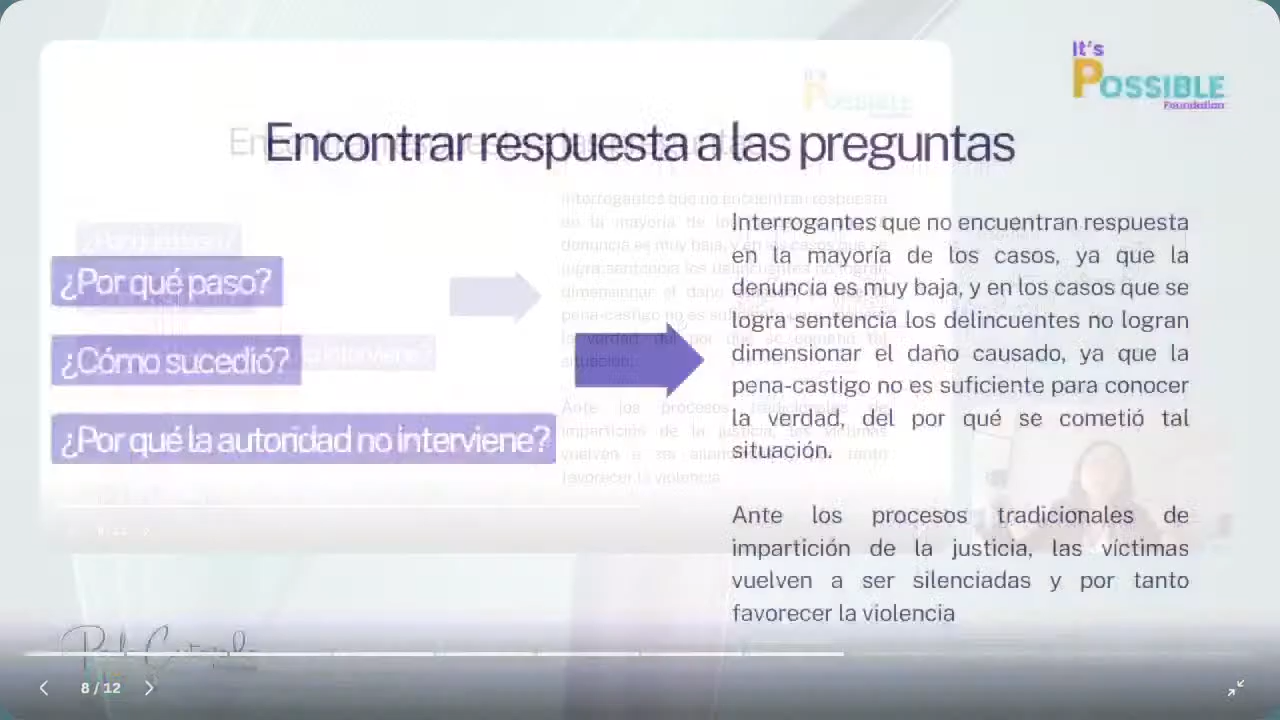 It's
POSSIBLE
Foundation
Encontrar respuesta a las preguntas
¿Por qué paso?
¿Cómo sucedió?
¿Por qué la autoridad no interviene?
Interrogantes que no encuentran respuesta
en la mayoría de los casos, ya que la
denuncia es muy baja, y en los casos que se
logra sentencia los delincuentes no logran
dimensionar el daño causado, ya que la
pena-castigo no es suficiente para conocer
la verdad, del por qué se cometió tal
situación.
Ante los procesos tradicionales de
impartición de la justicia, las víctimas
vuelven a ser silenciadas y por tanto
favorecer la violencia
8 / 12